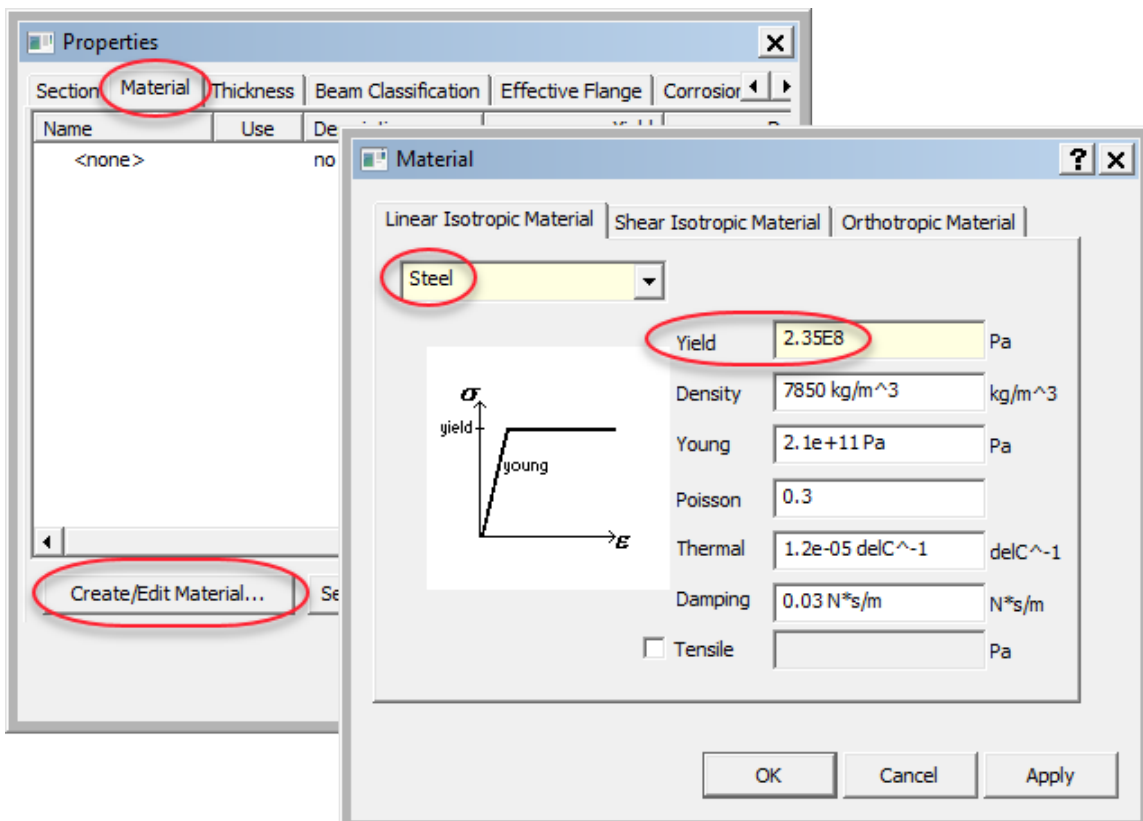 Properties
Section Material Thickness Beam Classification Effective Flange Corrosion
Name Use Yield
<none> no
Create/Edit Material...
Material
Linear Isotropic Material Shear Isotropic Material Orthotropic Material
Steel
Yield 2.35E8 Pa
Density 7850 kg/m^3 kg/m^3
Young 2.1e+11 Pa Pa
Poisson 0.3
Thermal 1.2e-05 delC^-1 delC^-1
Damping 0.03 N*s/m N*s/m
Tensile Pa
σ
yield
young
ε
OK Cancel Apply